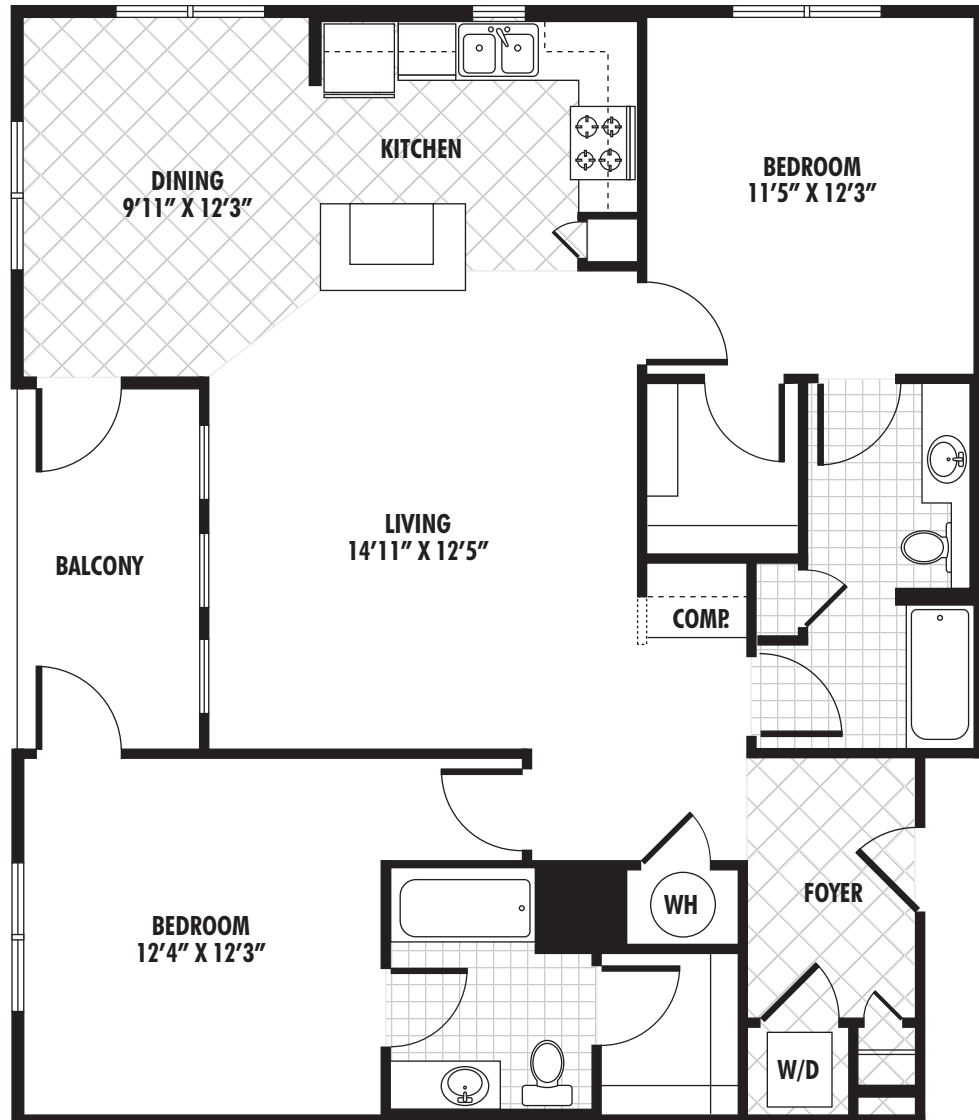 KITCHEN
DINING
9'11" X 12'3"
BEDROOM
11'5" X 12'3"
LIVING
14'11" X 12'5"
BALCONY
COMP.
BEDROOM
12'4" X 12'3"
WH
FOYER
W/D